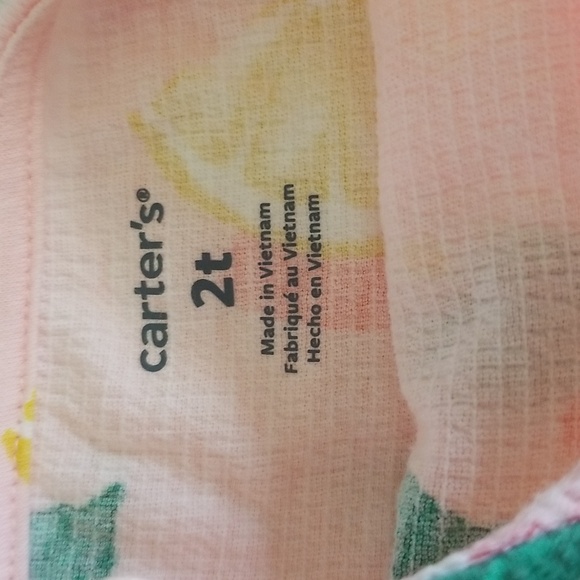 carter's®
2t
Made in Vietnam
Fabriqué au Vietnam
Hecho en Vietnam